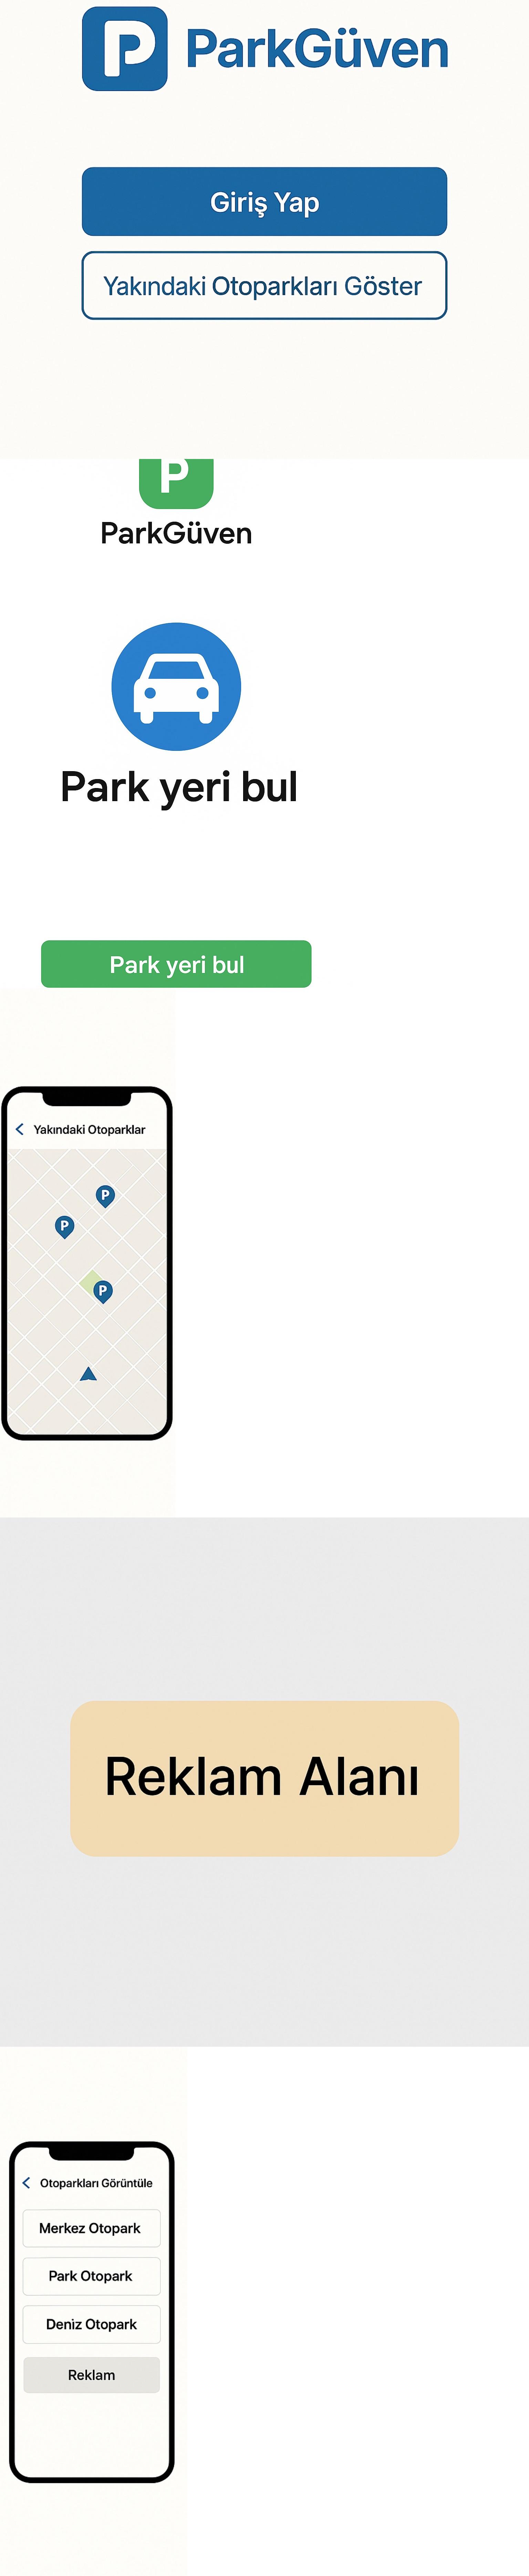 P ParkGüven
Giriş Yap
Yakındaki Otoparkları Göster
P
ParkGüven
Park yeri bul
Park yeri bul
Yakındaki Otoparklar
P
P
P
Reklam Alanı
Otoparkları Görüntüle
Merkez Otopark
Park Otopark
Deniz Otopark
Reklam